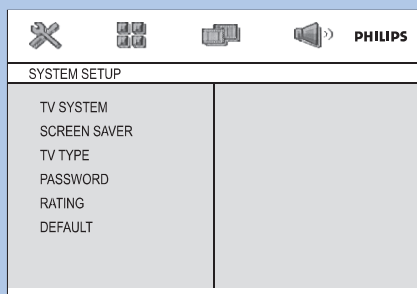 PHILIPS
SYSTEM SETUP
TV SYSTEM
SCREEN SAVER
TV TYPE
PASSWORD
RATING
DEFAULT